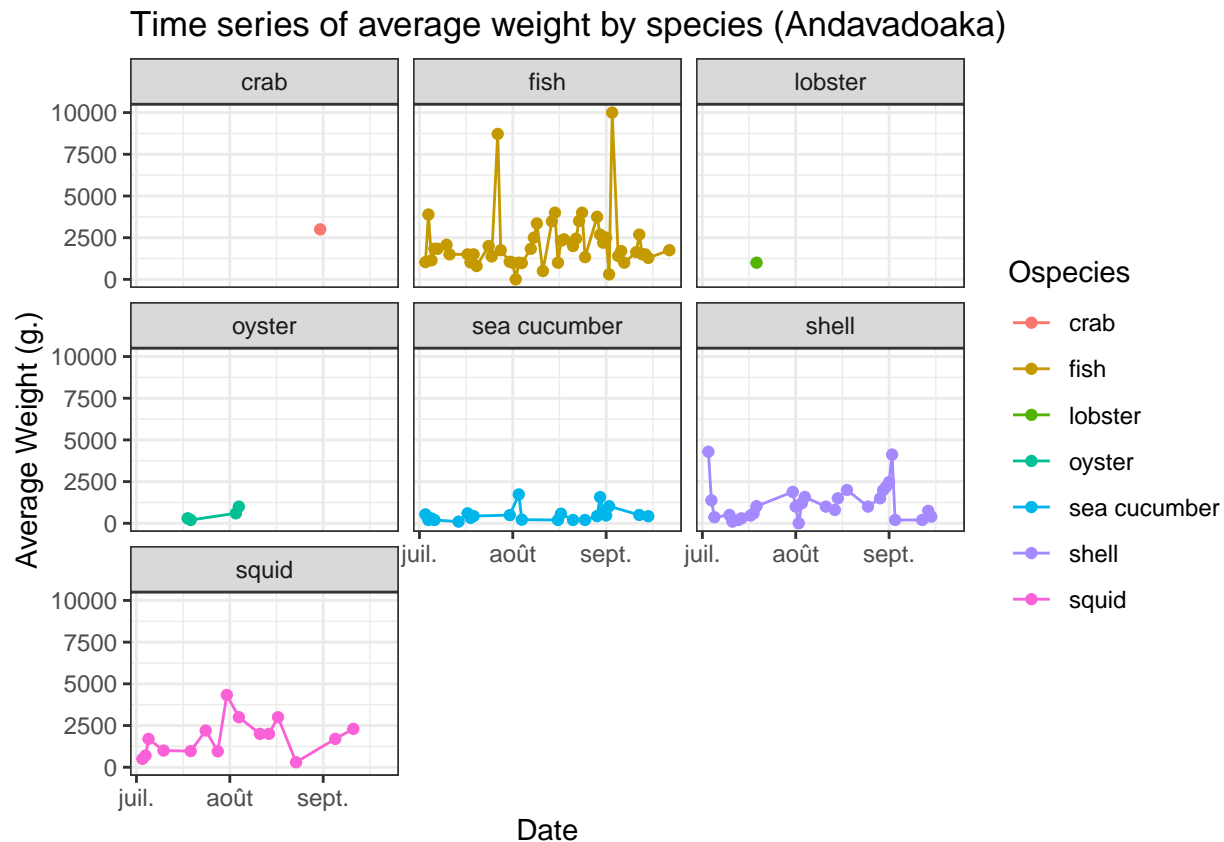 Time series of average weight by species (Andavadoaka)
crab
fish
lobster
10000
7500
5000
2500
0
oyster
sea cucumber
shell
10000
7500
5000
2500
0
juil.
août
sept.
juil.
août
sept.
squid
10000
7500
5000
2500
0
juil.
août
sept.
Average Weight (g.)
Date
Ospecies
crab
fish
lobster
oyster
sea cucumber
shell
squid